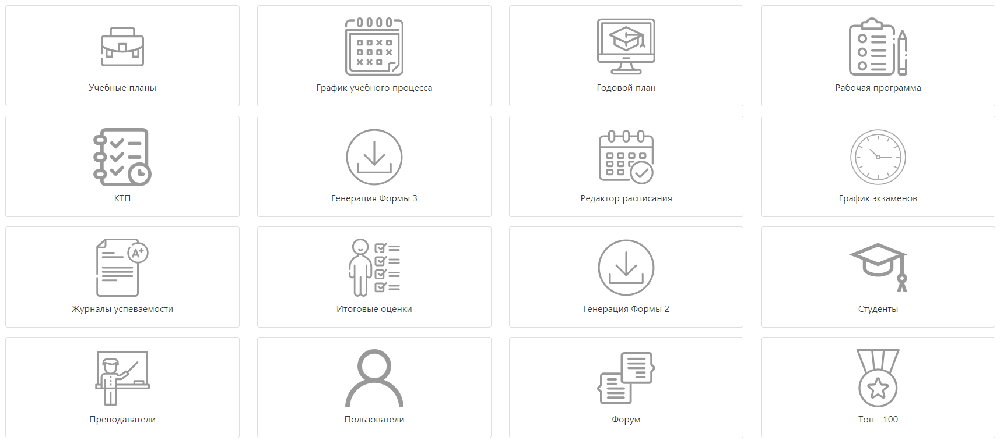 Учебные планы
График учебного процесса
Годовой план
Рабочая программа
КТП
Генерация Формы 3
Редактор расписания
График экзаменов
A+
Журналы успеваемости
Итоговые оценки
Генерация Формы 2
Студенты
Преподаватели
Пользователи
Форум
Топ - 100